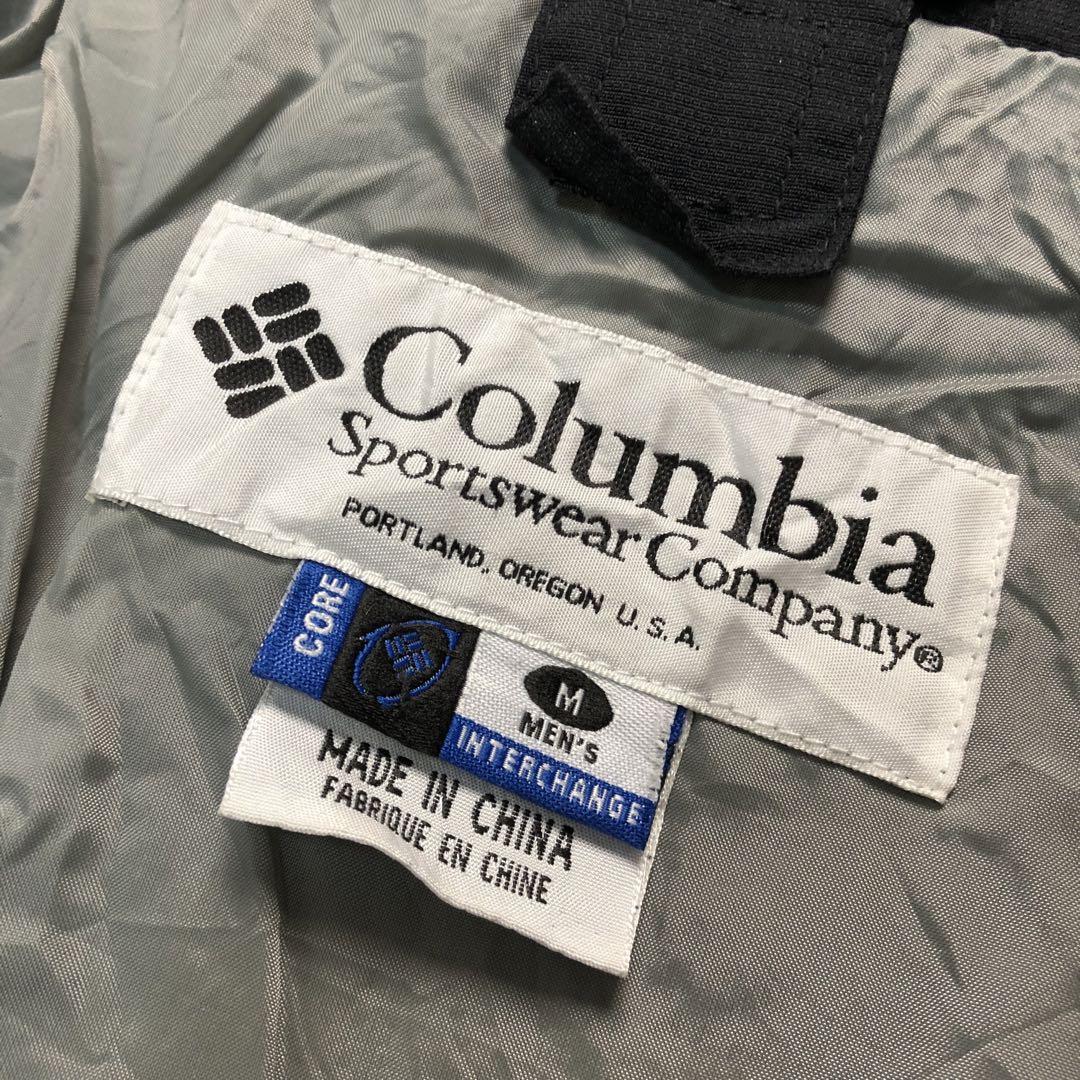 Columbia
Sportswear Company®
PORTLAND, OREGON U.S.A.
CORE
M
MEN'S
INTERCHANGE
MADE IN CHINA
FABRIQUE EN CHINE